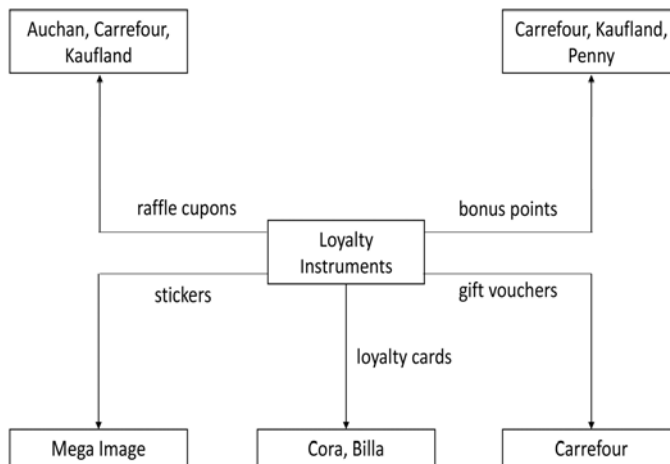 Auchan, Carrefour,
Kaufland
Carrefour, Kaufland,
Penny
raffle cupons
bonus points
Loyalty
Instruments
stickers
gift vouchers
loyalty cards
Mega Image
Cora, Billa
Carrefour